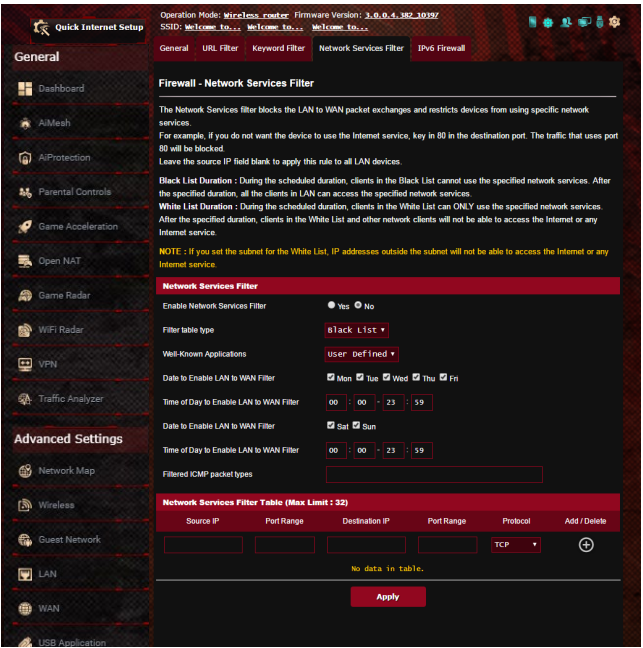 Quick Internet Setup
General
Dashboard
AiMesh
AiProtection
Parental Controls
Game Acceleration
Open NAT
Game Radar
WiFi Radar
VPN
Traffic Analyzer
Advanced Settings
Network Map
Wireless
Guest Network
LAN
WAN
USB Application
Operation Mode: Wireless router Firmware Version: 3.0.0.4.382_10397
SSID: Welcome to... Welcome to... Welcome to...
General URL Filter Keyword Filter Network Services Filter IPv6 Firewall
Firewall - Network Services Filter
The Network Services filter blocks the LAN to WAN packet exchanges and restricts devices from using specific network
services.
For example, if you do not want the device to use the Internet service, key in 80 in the destination port. The traffic that uses port
80 will be blocked.
Leave the source IP field blank to apply this rule to all LAN devices.
Black List Duration : During the scheduled duration, clients in the Black List cannot use the specified network services. After
the specified duration, all the clients in LAN can access the specified network services.
White List Duration : During the scheduled duration, clients in the White List can ONLY use the specified network services.
After the specified duration, clients in the White List and other network clients will not be able to access the Internet or any
Internet service.
NOTE : If you set the subnet for the White List, IP addresses outside the subnet will not be able to access the Internet or any
Internet service.
Network Services Filter
Enable Network Services Filter Yes No
Filter table type Black List
Well-Known Applications User Defined
Date to Enable LAN to WAN Filter Mon Tue Wed Thu Fri
Time of Day to Enable LAN to WAN Filter 00 : 00 - 23 : 59
Date to Enable LAN to WAN Filter Sat Sun
Time of Day to Enable LAN to WAN Filter 00 : 00 - 23 : 59
Filtered ICMP packet types
Network Services Filter Table (Max Limit : 32)
Source IP Port Range Destination IP Port Range Protocol Add / Delete
TCP
No data in table.
Apply